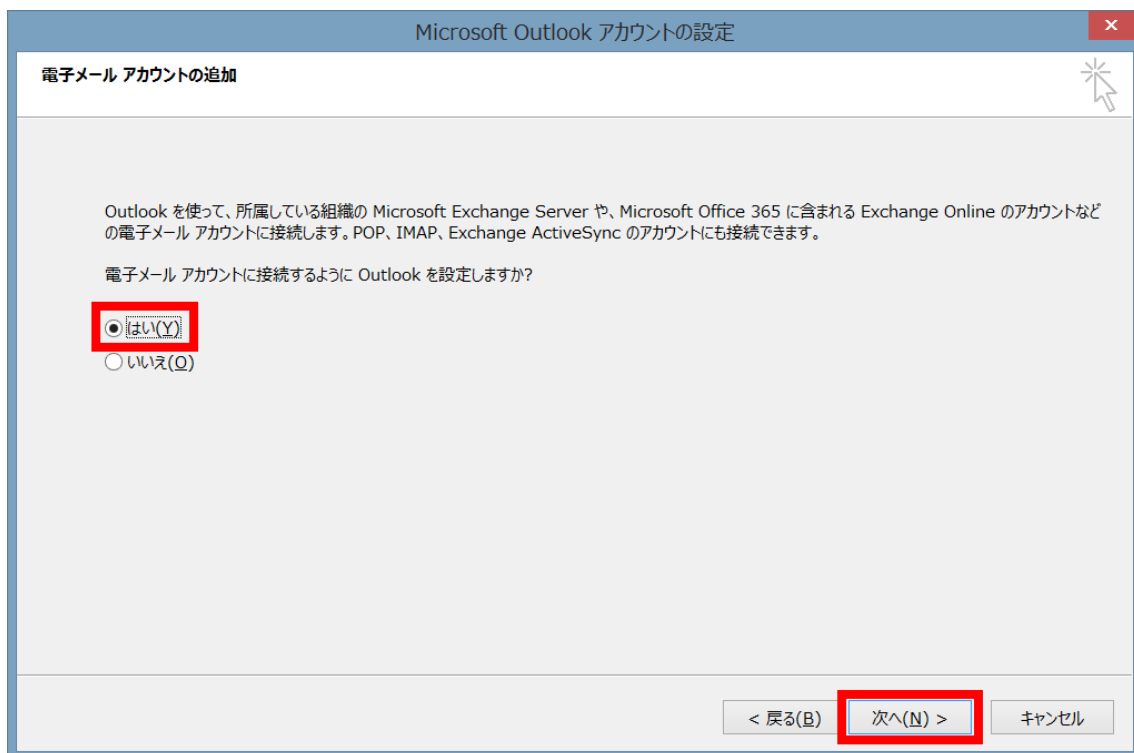 Microsoft Outlook アカウントの設定
電子メール アカウントの追加
Outlook を使って、所属している組織の Microsoft Exchange Server や、Microsoft Office 365 に含まれる Exchange Online のアカウントなど
の電子メール アカウントに接続します。POP、IMAP、Exchange ActiveSync のアカウントにも接続できます。
電子メール アカウントに接続するように Outlook を設定しますか?
はい(Y)
いいえ(O)
< 戻る(B) 次へ(N) > キャンセル